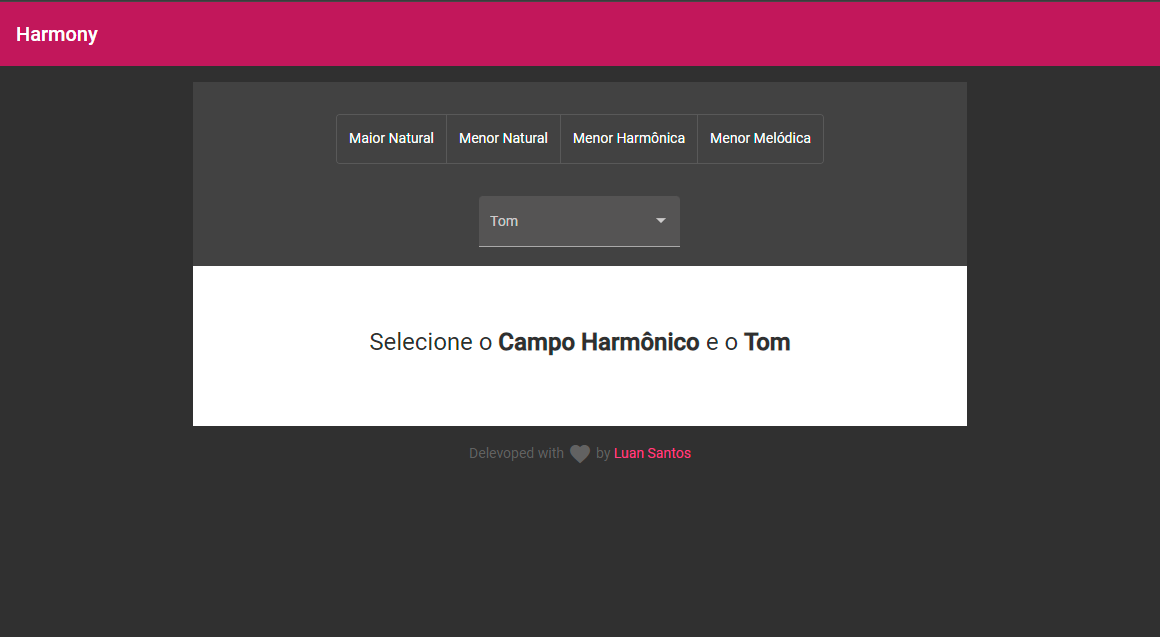 Harmony
Maior Natural Menor Natural Menor Harmônica Menor Melódica
Tom
Selecione o Campo Harmônico e o Tom
Delevoped with by Luan Santos